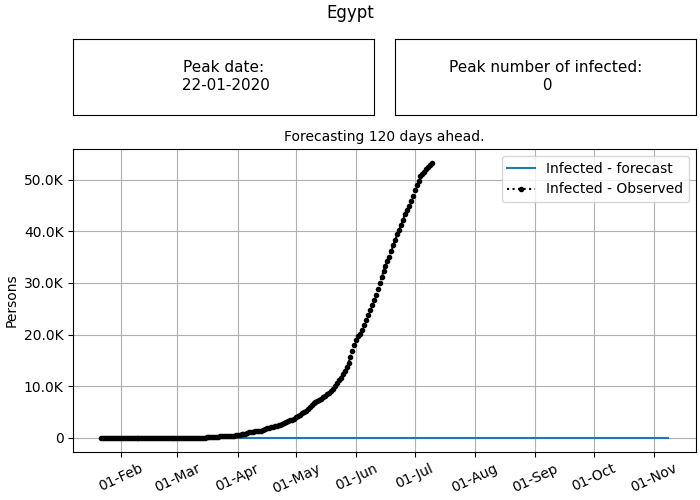 Egypt
Peak date:
22-01-2020
Peak number of infected:
0
Forecasting 120 days ahead.
Infected - forecast
Infected - Observed
Persons
50.0K
40.0K
30.0K
20.0K
10.0K
0
01-Feb
01-Mar
01-Apr
01-May
01-Jun
01-Jul
01-Aug
01-Sep
01-Oct
01-Nov